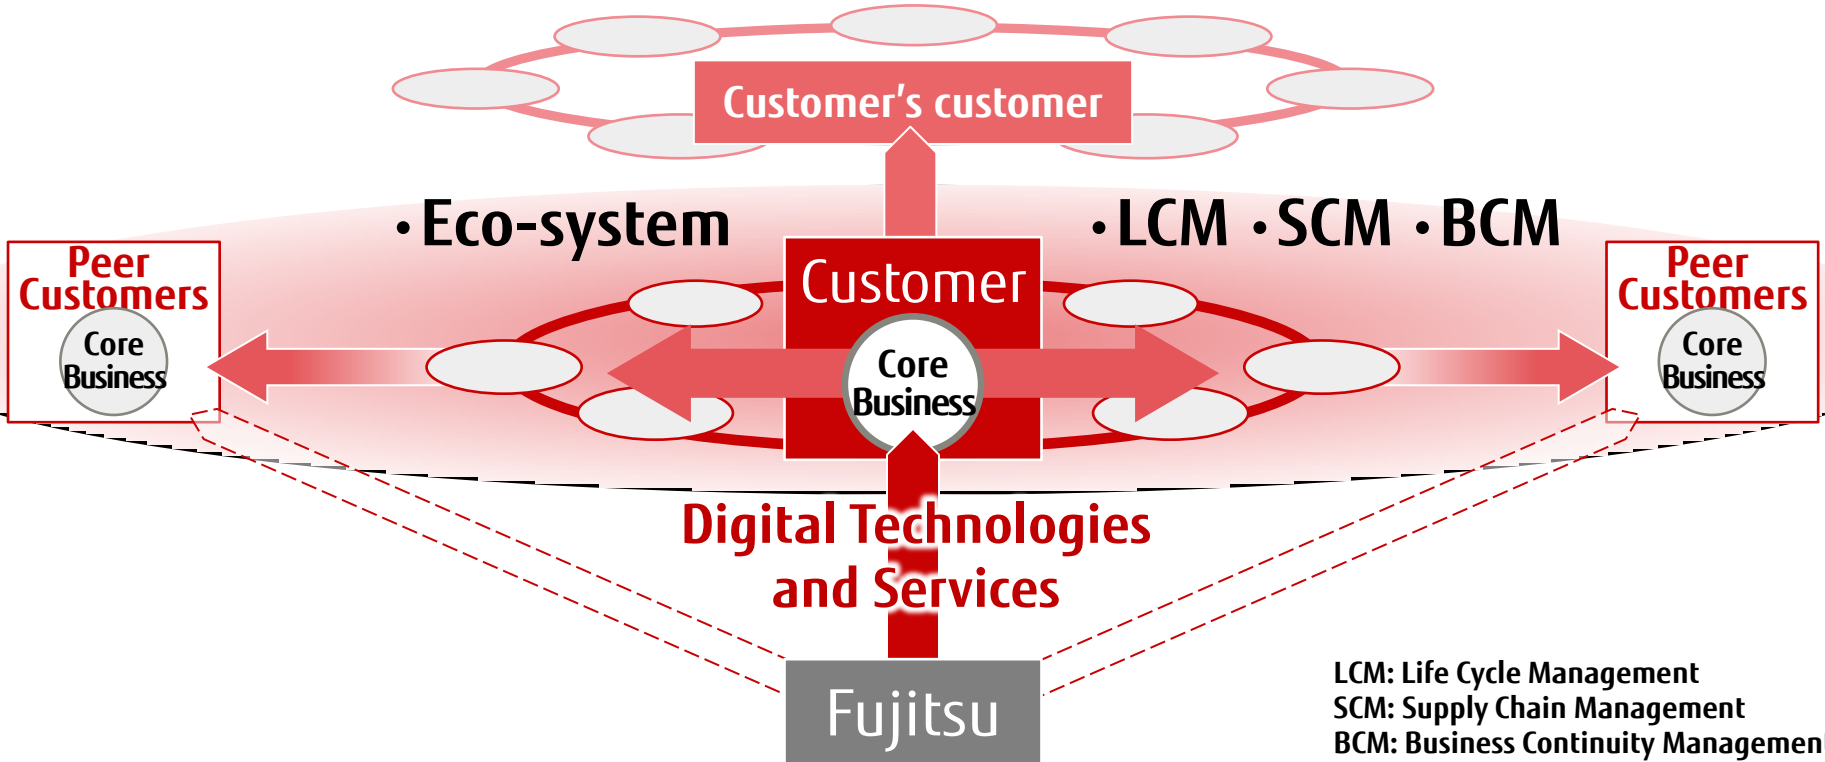 Customer's customer
・Eco-system
・LCM ・SCM ・BCM
Peer
Customers
Core
Business
Customer
Core
Business
Peer
Customers
Core
Business
Digital Technologies
and Services
Fujitsu
LCM: Life Cycle Management
SCM: Supply Chain Management
BCM: Business Continuity Management